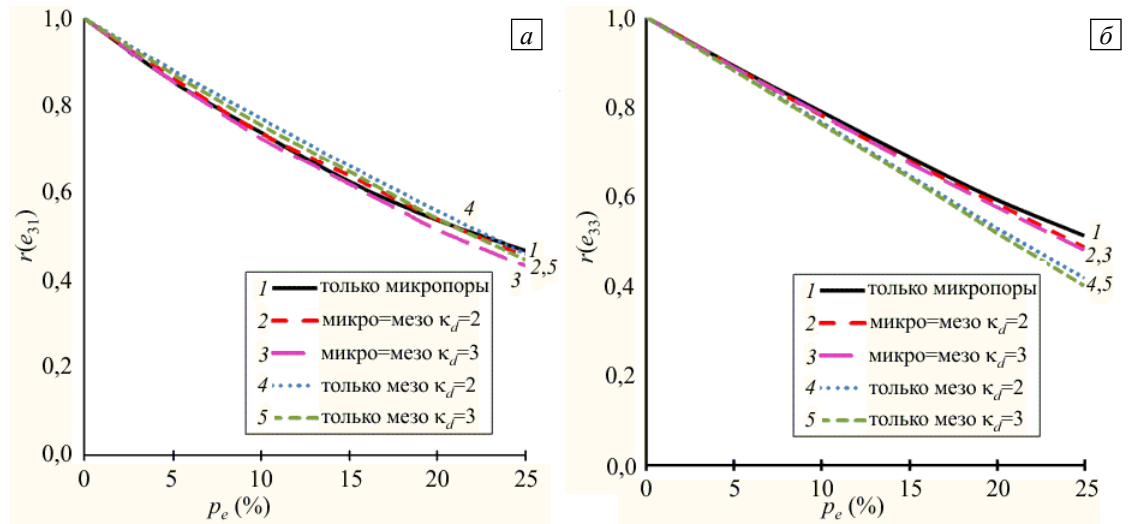 а
1,0
0,8
0,6
0,4
0,2
0,0
r(e31)
4
1
2,5
3
1 только микропоры
2 микро=мезо κd=2
3 микро=мезо κd=3
4 только мезо κd=2
5 только мезо κd=3
0 5 10 15 20 25
pe (%)
б
1,0
0,8
0,6
0,4
0,2
0,0
r(e33)
1
2,3
4,5
1 только микропоры
2 микро=мезо κd=2
3 микро=мезо κd=3
4 только мезо κd=2
5 только мезо κd=3
0 5 10 15 20 25
pe (%)